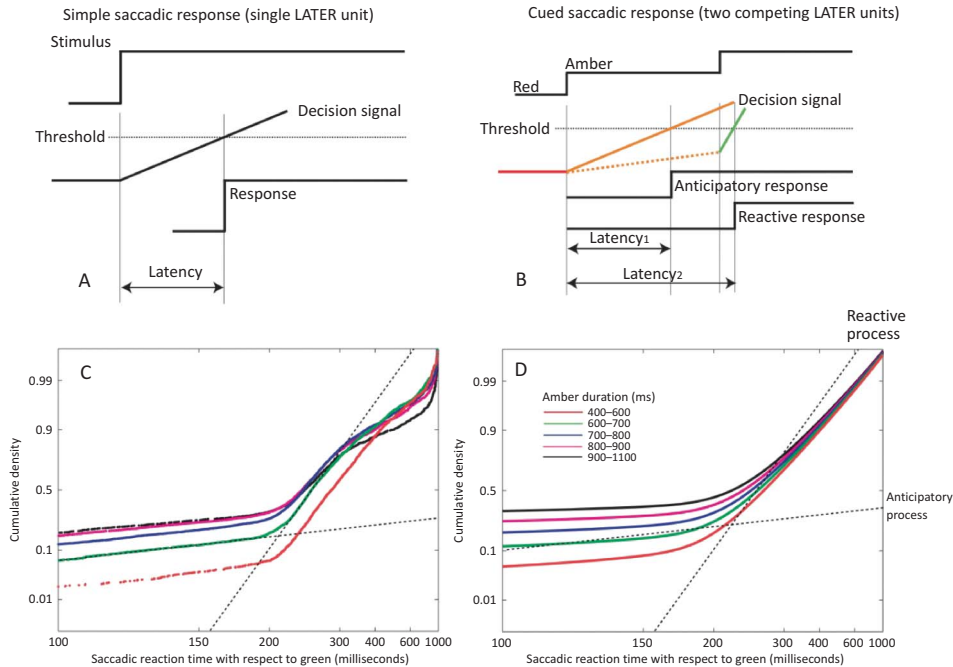 Simple saccadic response (single LATER unit)
Stimulus
Decision signal
Threshold
Response
Latency
A
Cued saccadic response (two competing LATER units)
Amber
Red
Decision signal
Threshold
Anticipatory response
Reactive response
Latency1
Latency2
B
C
0.99
0.9
0.5
0.1
0.01
Cumulative density
100 150 200 300 400 600 1000
Saccadic reaction time with respect to green (milliseconds)
Reactive
process
D
Amber duration (ms)
400–600
600–700
700–800
800–900
900–1100
0.99
0.9
0.5
0.1
0.01
Cumulative density
Anticipatory
process
100 150 200 300 400 600 1000
Saccadic reaction time with respect to green (milliseconds)